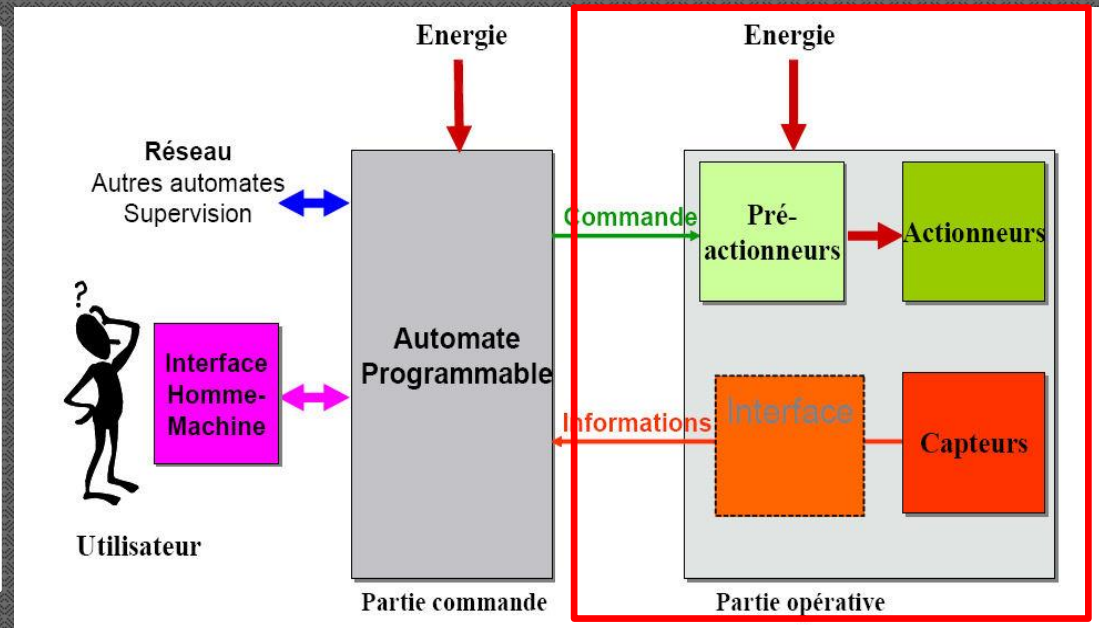 Energie
Energie
Réseau
Autres automates
Supervision
Commande
Pré-
actionneurs
Actionneurs
?
Interface
Homme-
Machine
Automate
Programmable
Informations
Interface
Capteurs
Utilisateur
Partie commande
Partie opérative